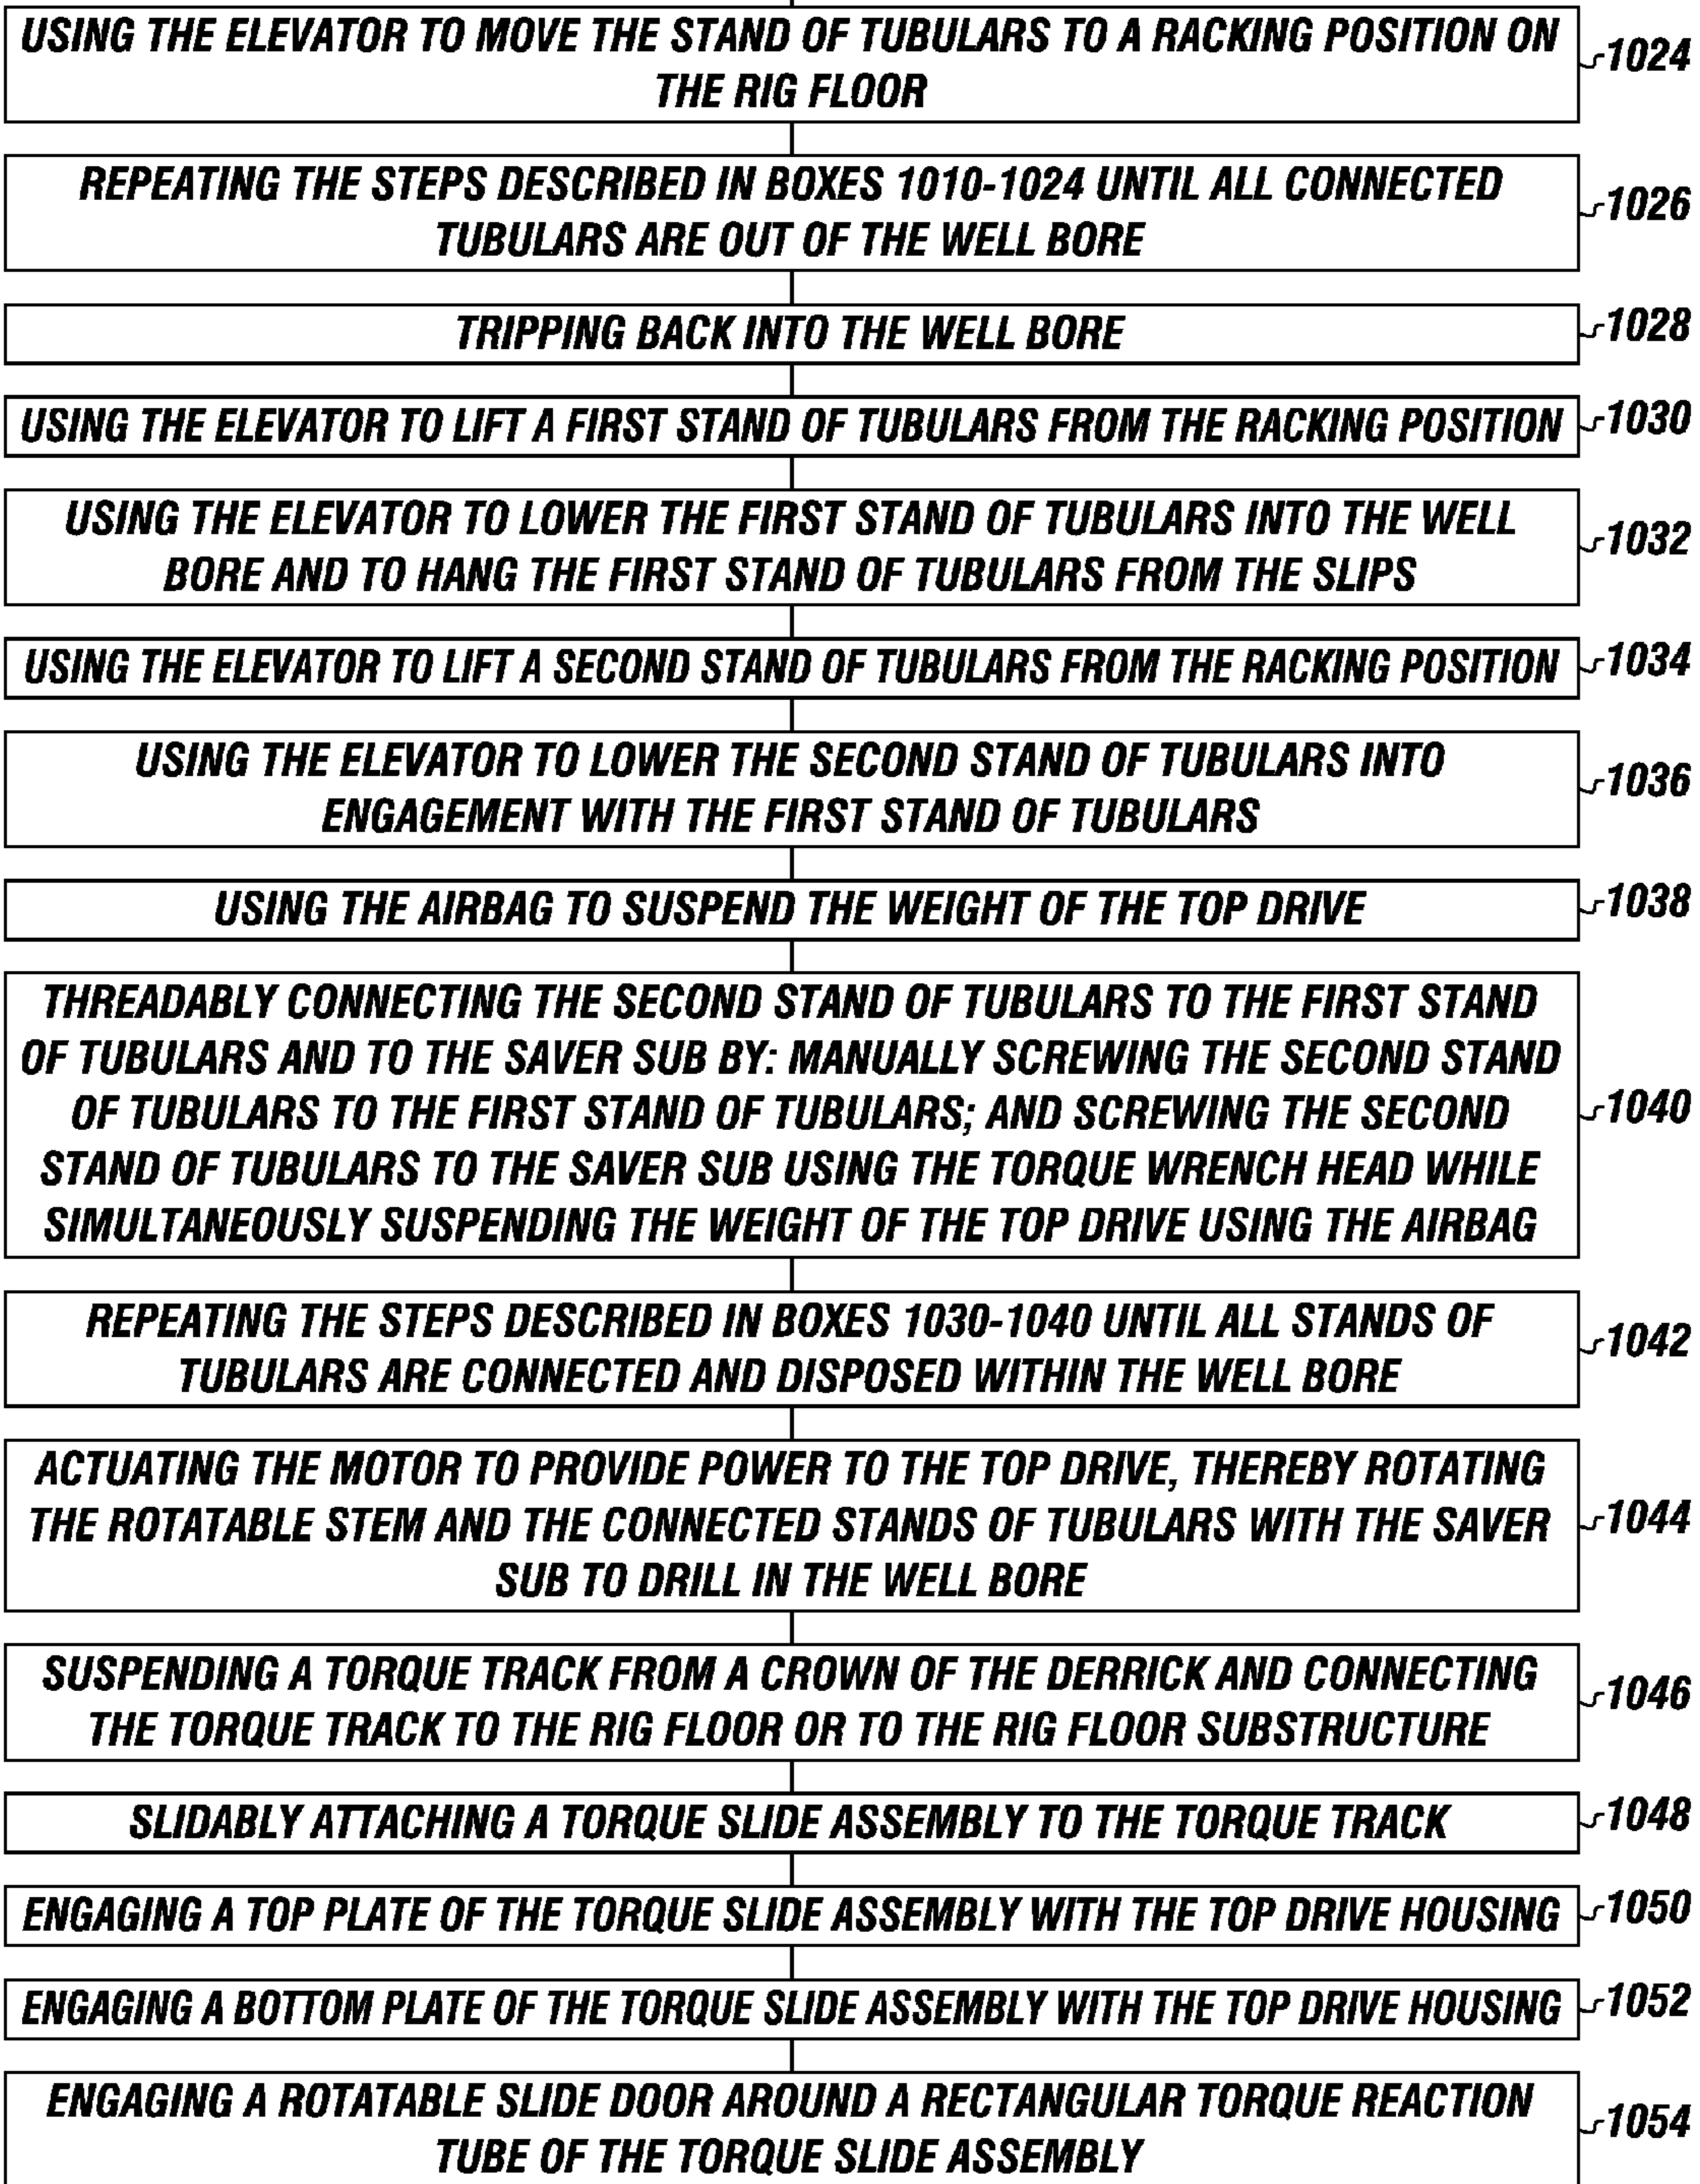 USING THE ELEVATOR TO MOVE THE STAND OF TUBULARS TO A RACKING POSITION ON
THE RIG FLOOR
1024
REPEATING THE STEPS DESCRIBED IN BOXES 1010-1024 UNTIL ALL CONNECTED
TUBULARS ARE OUT OF THE WELL BORE
1026
TRIPPING BACK INTO THE WELL BORE
1028
USING THE ELEVATOR TO LIFT A FIRST STAND OF TUBULARS FROM THE RACKING POSITION
1030
USING THE ELEVATOR TO LOWER THE FIRST STAND OF TUBULARS INTO THE WELL
BORE AND TO HANG THE FIRST STAND OF TUBULARS FROM THE SLIPS
1032
USING THE ELEVATOR TO LIFT A SECOND STAND OF TUBULARS FROM THE RACKING POSITION
1034
USING THE ELEVATOR TO LOWER THE SECOND STAND OF TUBULARS INTO
ENGAGEMENT WITH THE FIRST STAND OF TUBULARS
1036
USING THE AIRBAG TO SUSPEND THE WEIGHT OF THE TOP DRIVE
1038
THREADABLY CONNECTING THE SECOND STAND OF TUBULARS TO THE FIRST STAND
OF TUBULARS AND TO THE SAVER SUB BY: MANUALLY SCREWING THE SECOND STAND
OF TUBULARS TO THE FIRST STAND OF TUBULARS; AND SCREWING THE SECOND
STAND OF TUBULARS TO THE SAVER SUB USING THE TORQUE WRENCH HEAD WHILE
SIMULTANEOUSLY SUSPENDING THE WEIGHT OF THE TOP DRIVE USING THE AIRBAG
1040
REPEATING THE STEPS DESCRIBED IN BOXES 1030-1040 UNTIL ALL STANDS OF
TUBULARS ARE CONNECTED AND DISPOSED WITHIN THE WELL BORE
1042
ACTUATING THE MOTOR TO PROVIDE POWER TO THE TOP DRIVE, THEREBY ROTATING
THE ROTATABLE STEM AND THE CONNECTED STANDS OF TUBULARS WITH THE SAVER
SUB TO DRILL IN THE WELL BORE
1044
SUSPENDING A TORQUE TRACK FROM A CROWN OF THE DERRICK AND CONNECTING
THE TORQUE TRACK TO THE RIG FLOOR OR TO THE RIG FLOOR SUBSTRUCTURE
1046
SLIDABLY ATTACHING A TORQUE SLIDE ASSEMBLY TO THE TORQUE TRACK
1048
ENGAGING A TOP PLATE OF THE TORQUE SLIDE ASSEMBLY WITH THE TOP DRIVE HOUSING
1050
ENGAGING A BOTTOM PLATE OF THE TORQUE SLIDE ASSEMBLY WITH THE TOP DRIVE HOUSING
1052
ENGAGING A ROTATABLE SLIDE DOOR AROUND A RECTANGULAR TORQUE REACTION
TUBE OF THE TORQUE SLIDE ASSEMBLY
1054